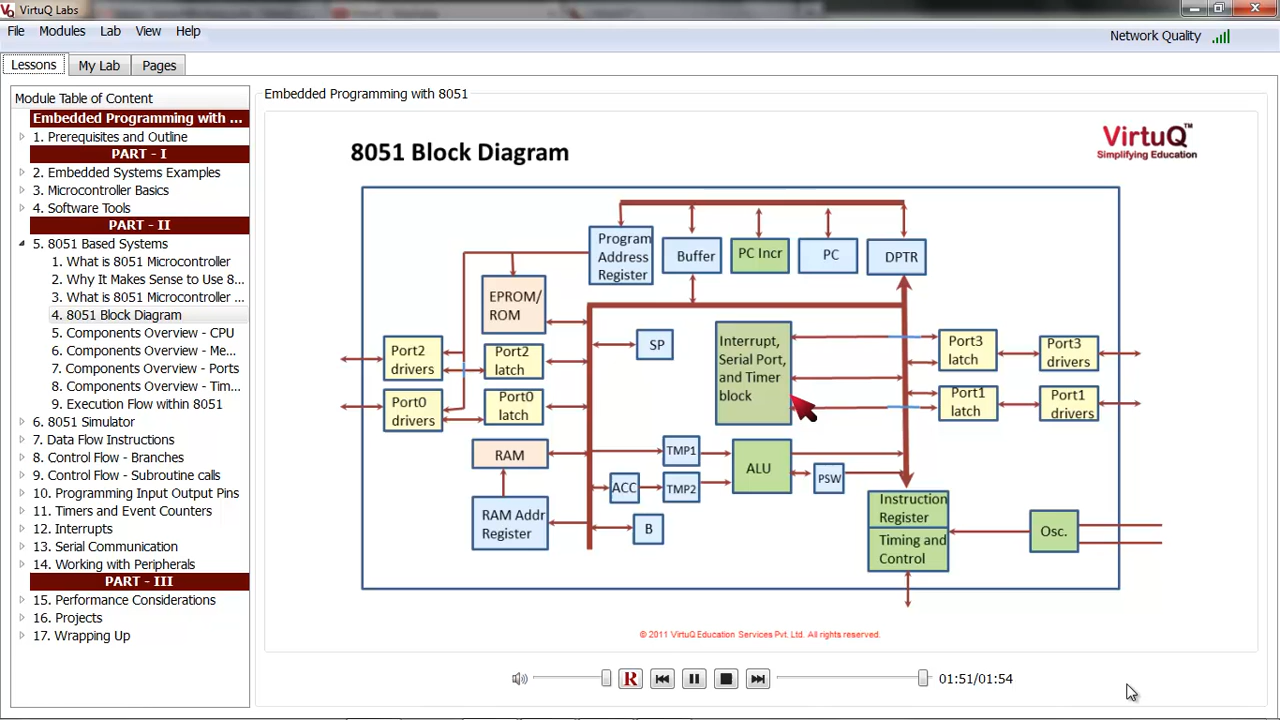 VirtuQ Labs
File Modules Lab View Help
Network Quality
Lessons My Lab Pages
Module Table of Content
Embedded Programming with ...
1. Prerequisites and Outline
PART - I
2. Embedded Systems Examples
3. Microcontroller Basics
4. Software Tools
PART - II
5. 8051 Based Systems
1. What is 8051 Microcontroller
2. Why It Makes Sense to Use 8...
3. What is 8051 Microcontroller ...
4. 8051 Block Diagram
5. Components Overview - CPU
6. Components Overview - Me...
7. Components Overview - Ports
8. Components Overview - Tim...
9. Execution Flow within 8051
6. 8051 Simulator
7. Data Flow Instructions
8. Control Flow - Branches
9. Control Flow - Subroutine calls
10. Programming Input Output Pins
11. Timers and Event Counters
12. Interrupts
13. Serial Communication
14. Working with Peripherals
PART - III
15. Performance Considerations
16. Projects
17. Wrapping Up
Embedded Programming with 8051
8051 Block Diagram
VirtuQ™
Simplifying Education
Program
Address
Register
Buffer
PC Incr
PC
DPTR
EPROM/
ROM
SP
Interrupt,
Serial Port,
and Timer
block
Port3
latch
Port3
drivers
Port2
drivers
Port2
latch
Port0
drivers
Port0
latch
Port1
latch
Port1
drivers
RAM
TMP1
ALU
ACC
TMP2
PSW
RAM Addr
Register
B
Instruction
Register
Timing and
Control
Osc.
© 2011 VirtuQ Education Services Pvt. Ltd. All rights reserved.
R
01:51/01:54